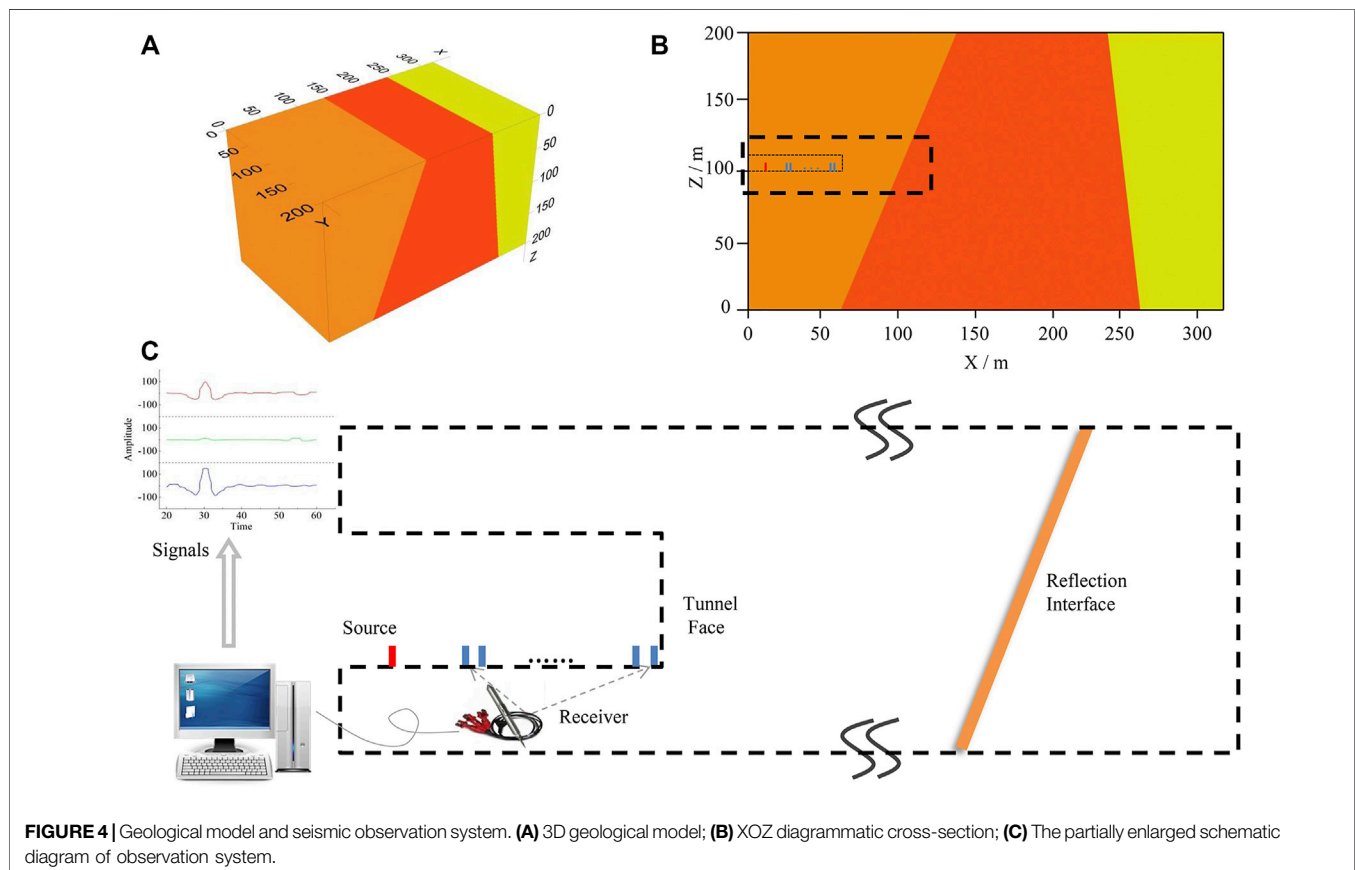 A
0
50
100
150
200
250
300
X
0
50
100
150
200
Y
0
50
100
150
200
Z
B
200
150
100
50
0
Z / m
0
50
100
150
200
250
300
X / m
C
100
-100
100
-100
100
-100
Amplitude
20
30
40
50
60
Time
Signals
Source
......
Tunnel
Face
Receiver
Reflection
Interface
FIGURE 4 | Geological model and seismic observation system. (A) 3D geological model; (B) XOZ diagrammatic cross-section; (C) The partially enlarged schematic
diagram of observation system.